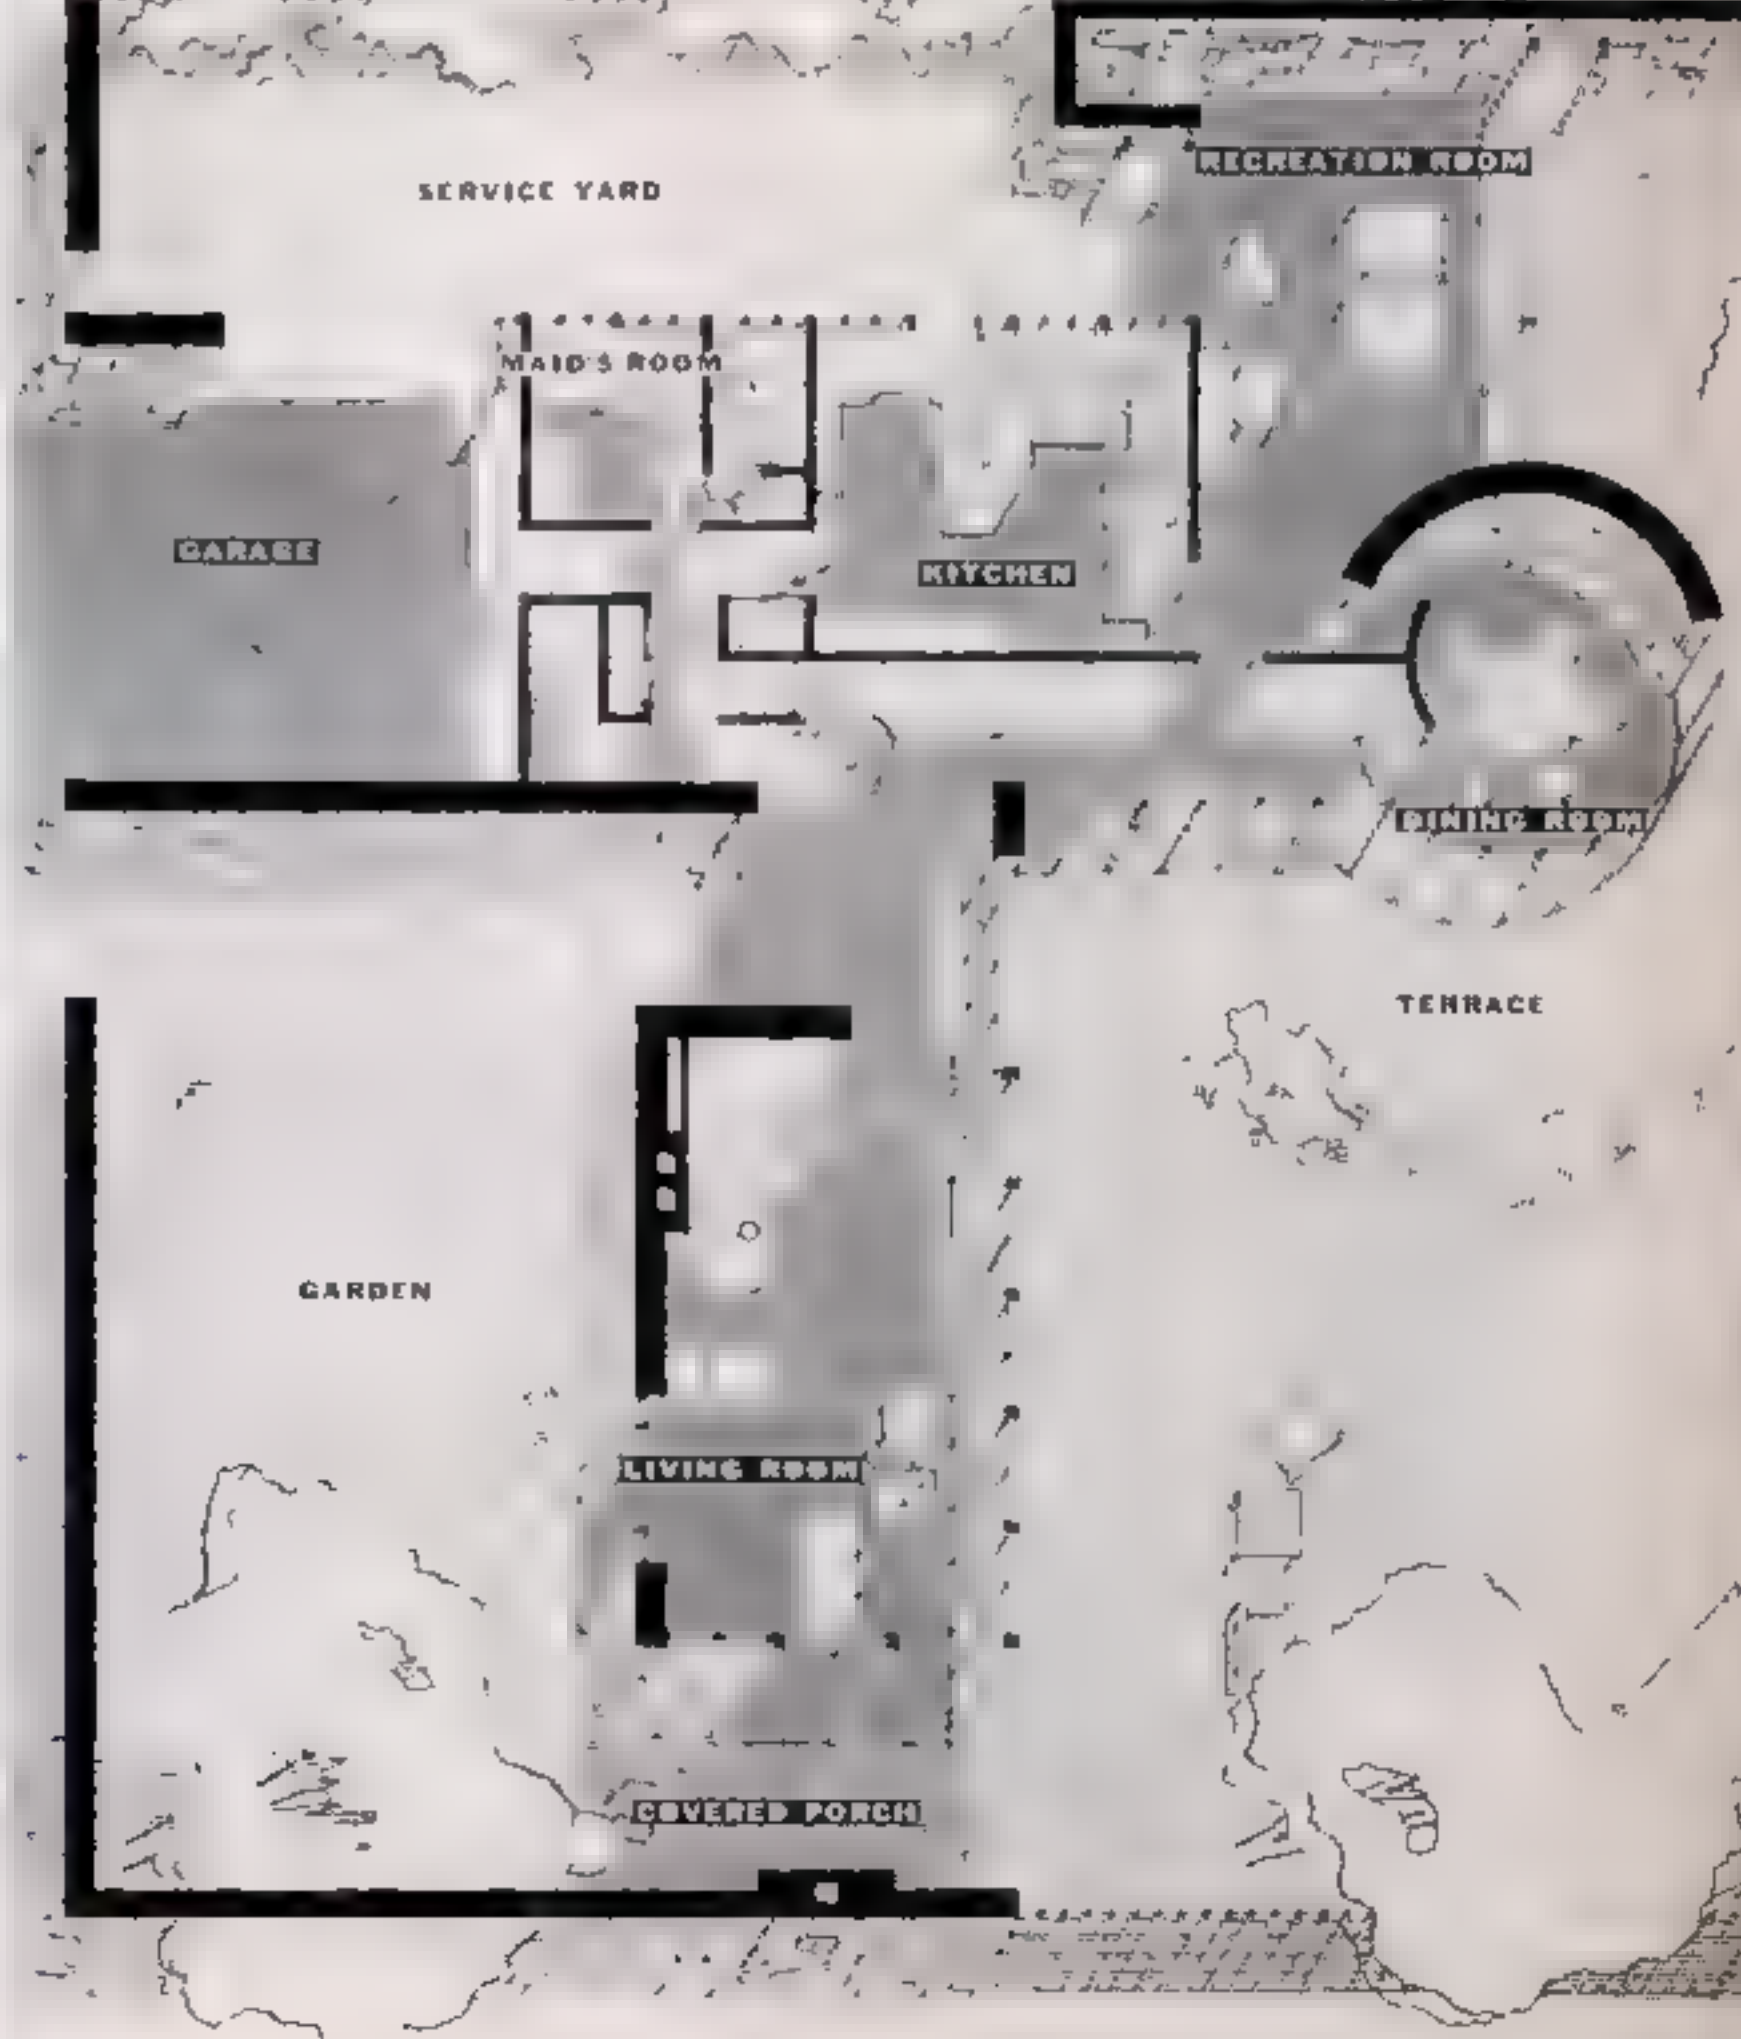 RECREATION ROOM
SERVICE YARD
MAID'S ROOM
GARAGE
KITCHEN
DINING ROOM
TERRACE
GARDEN
LIVING ROOM
COVERED PORCH